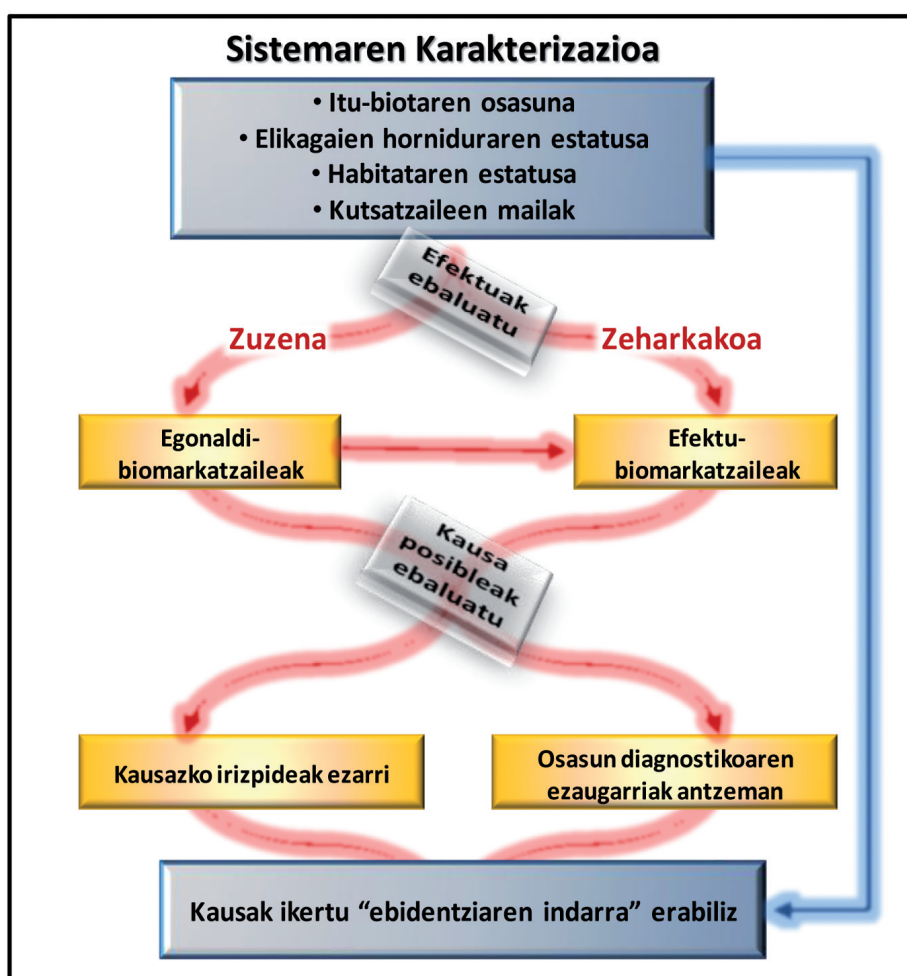 Sistemaren Karakterizazioa
• Itu-biotaren osasuna
• Elikagaien horniduraren estatusa
• Habitataren estatusa
• Kutsatzaileen mailak
Efektuak
ebaluatu
Zuzena
Zeharkakoa
Egonaldi-
biomarkatzaileak
Efektu-
biomarkatzaileak
Kausa
posibleak
ebaluatu
Kausazko irizpideak ezarri
Osasun diagnostikoaren
ezaugarriak antzeman
Kausak ikertu “ebidentziaren indarra” erabiliz